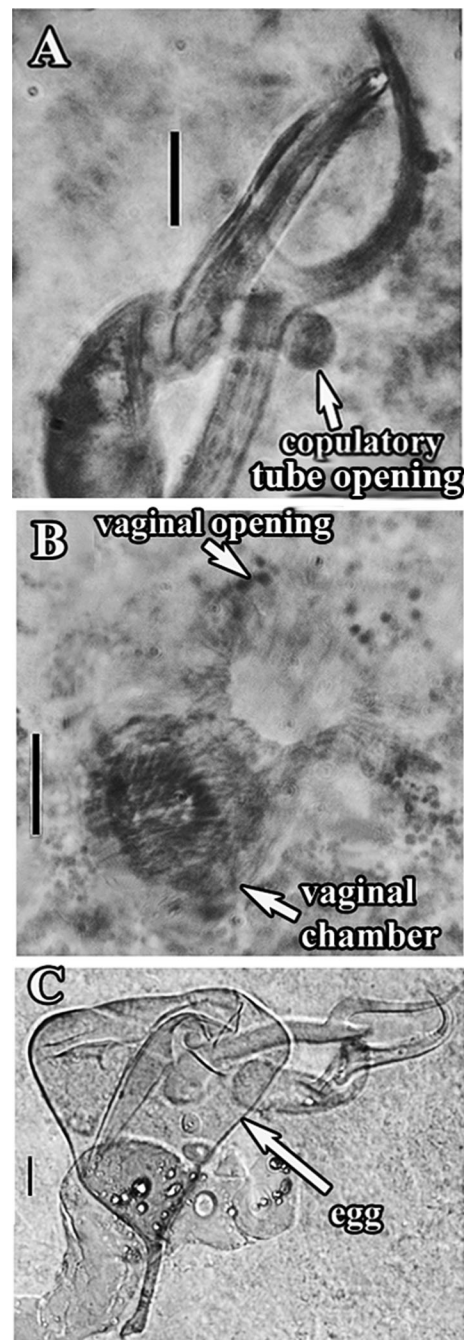 A
copulatory
tube opening
B
vaginal opening
vaginal
chamber
C
egg